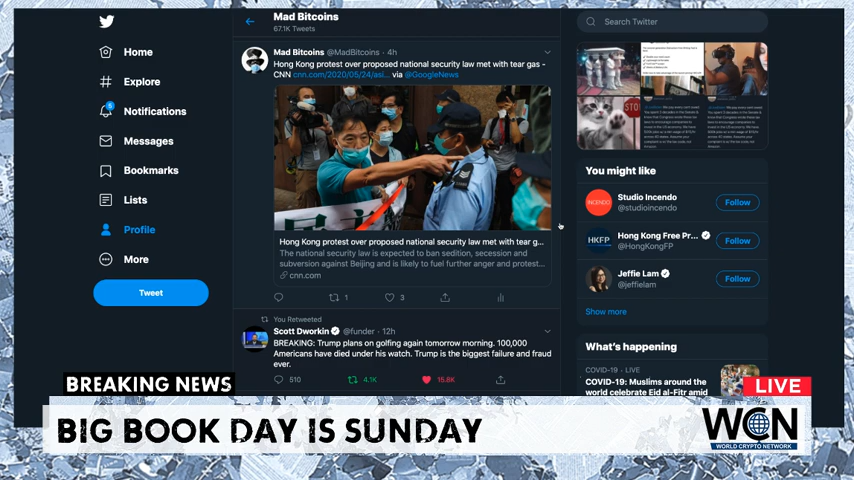 Mad Bitcoins
67.1K Tweets
Search Twitter
Home
Explore
Notifications
Messages
Bookmarks
Lists
Profile
More
Tweet
Mad Bitcoins @MadBitcoins · 4h
Hong Kong protest over proposed national security law met with tear gas -
CNN cnn.com/2020/05/24/asi... via @GoogleNews
Hong Kong protest over proposed national security law met with tear g...
The national security law is expected to ban sedition, secession and
subversion against Beijing and is likely to fuel further anger and protest...
cnn.com
1
3
You Retweeted
Scott Dworkin @funder · 12h
BREAKING: Trump plans on golfing again tomorrow morning. 100,000
Americans have died under his watch. Trump is the biggest failure and fraud
ever.
510
4.1K
15.8K
STOP
You might like
INCENDO
Studio Incendo
@studioincendo
Follow
HKFP
Hong Kong Free Pr...
@HongKongFP
Follow
Jeffie Lam
@jeffielam
Follow
Show more
What's happening
COVID-19 · LIVE
COVID-19: Muslims around the
world celebrate Eid al-Fitr amid
BREAKING NEWS
LIVE
BIG BOOK DAY IS SUNDAY
WCN
WORLD CRYPTO NETWORK